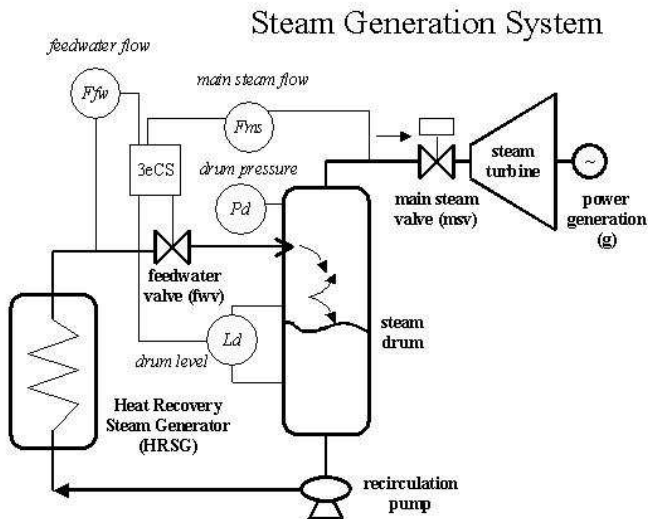 Steam Generation System
feedwater flow
Ffw
main steam flow
Fms
3eCS
drum pressure
Pd
steam
turbine
main steam
valve (msv)
~
power
generation
(g)
feedwater
valve (fwv)
Ld
drum level
steam
drum
Heat Recovery
Steam Generator
(HRSG)
recirculation
pump